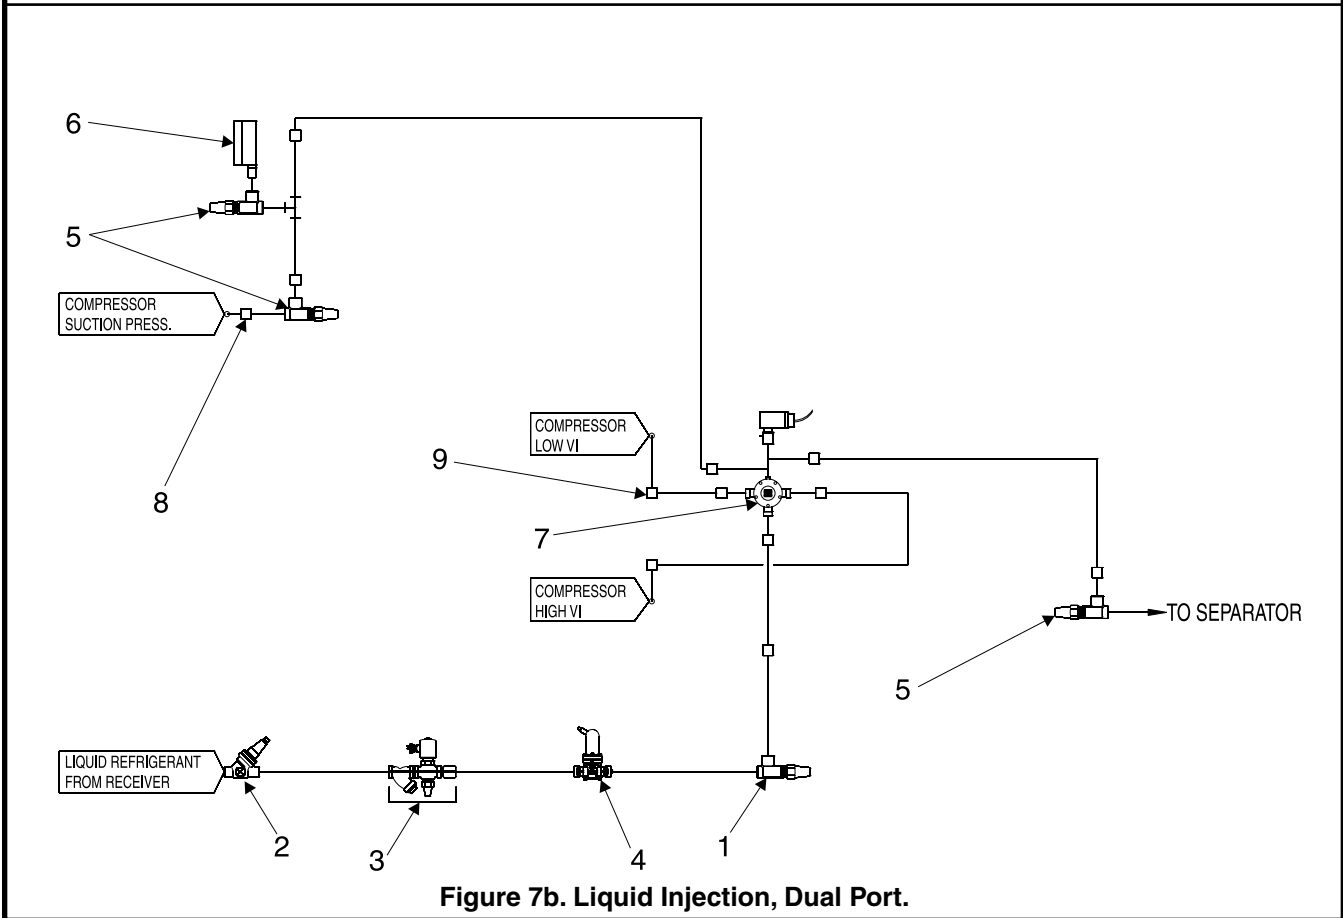 6
5
COMPRESSOR
SUCTION PRESS.
8
COMPRESSOR
LOW VI
9
7
COMPRESSOR
HIGH VI
TO SEPARATOR
5
LIQUID REFRIGERANT
FROM RECEIVER
2
3
4
1
Figure 7b. Liquid Injection, Dual Port.